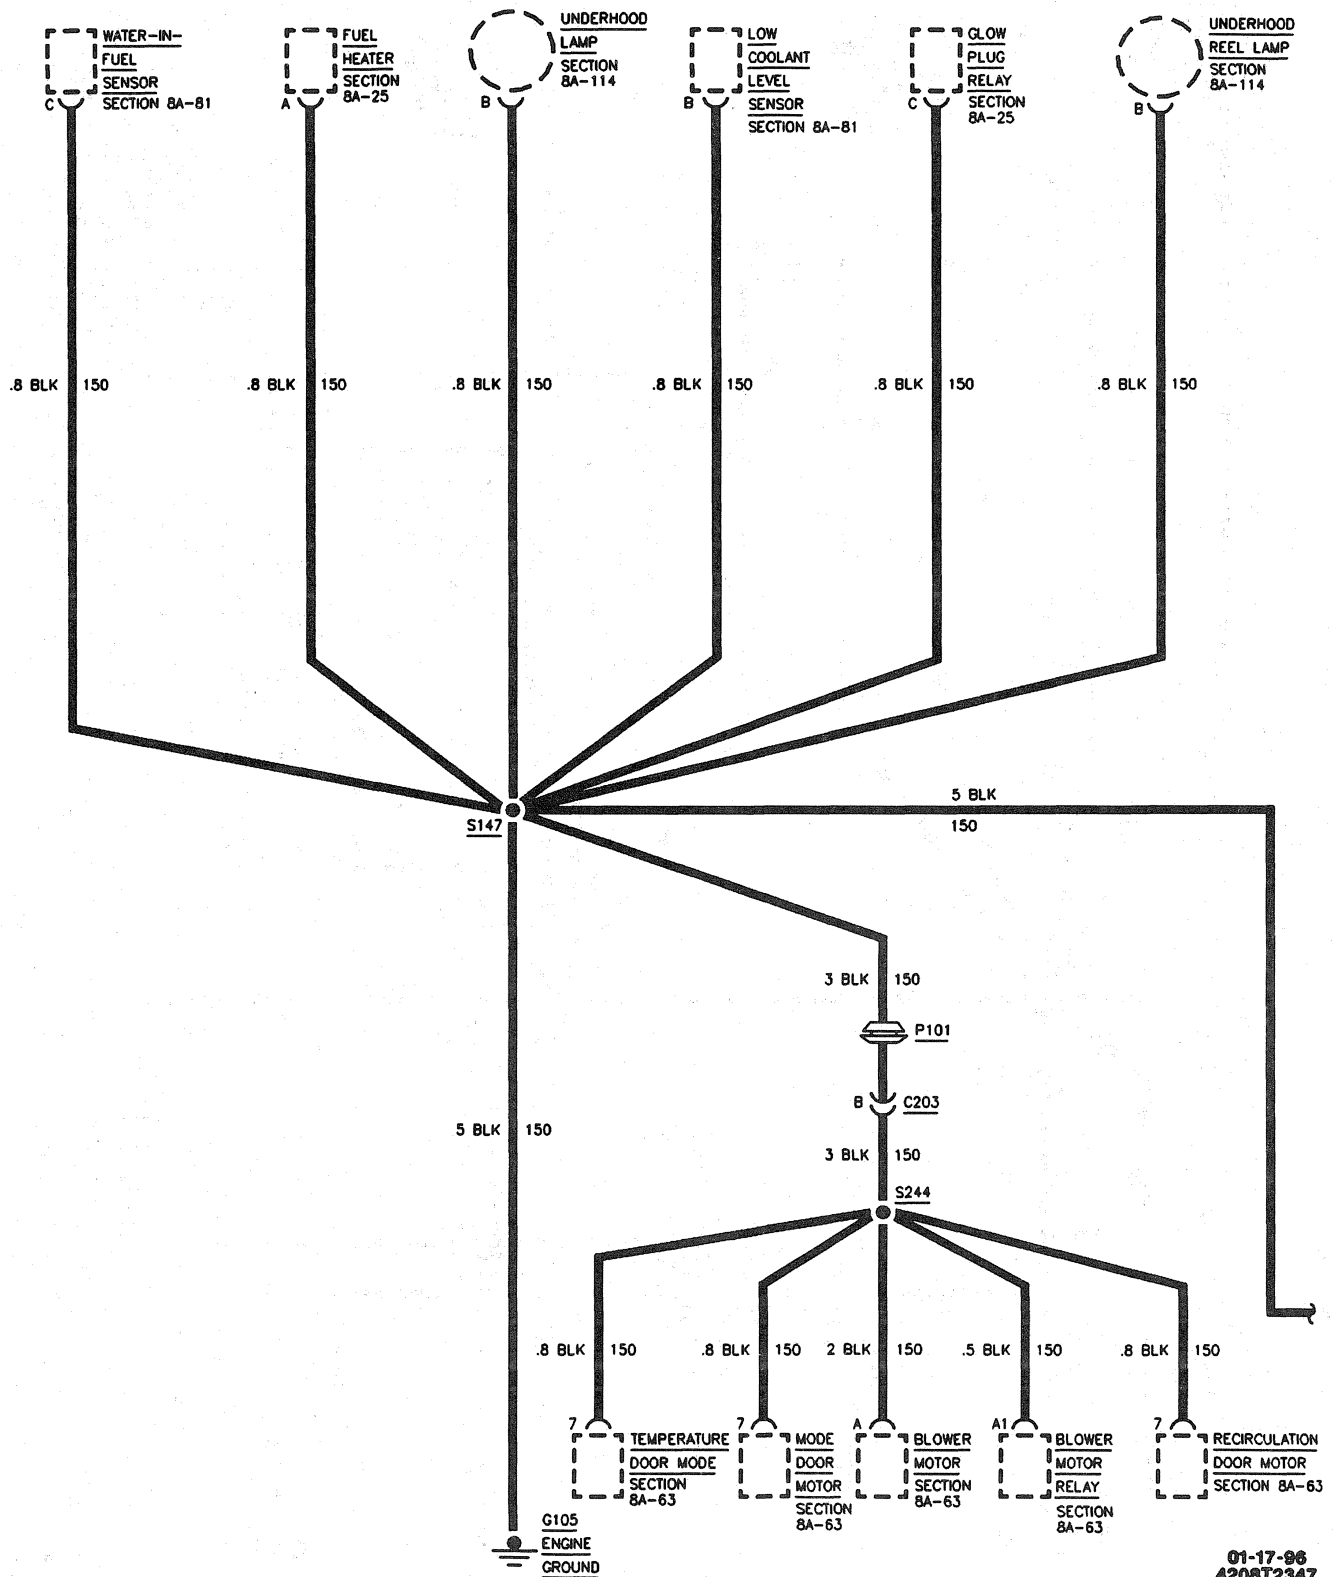 WATER-IN-
FUEL
SENSOR
SECTION 8A-81
C
FUEL
HEATER
SECTION
8A-25
A
UNDERHOOD
LAMP
SECTION
8A-114
B
LOW
COOLANT
LEVEL
SENSOR
SECTION 8A-81
B
GLOW
PLUG
RELAY
SECTION
8A-25
C
UNDERHOOD
REEL LAMP
SECTION
8A-114
B
.8 BLK 150
.8 BLK 150
.8 BLK 150
.8 BLK 150
.8 BLK 150
.8 BLK 150
5 BLK
150
S147
3 BLK 150
P101
B C203
5 BLK 150
3 BLK 150
S244
.8 BLK 150
.8 BLK 150
2 BLK 150
.5 BLK 150
.8 BLK 150
7
TEMPERATURE
DOOR MODE
SECTION
8A-63
7
MODE
DOOR
MOTOR
SECTION
8A-63
A
BLOWER
MOTOR
SECTION
8A-63
A1
BLOWER
MOTOR
RELAY
SECTION
8A-63
7
RECIRCULATION
DOOR MOTOR
SECTION 8A-63
G105
ENGINE
GROUND
01-17-96
4208T2347